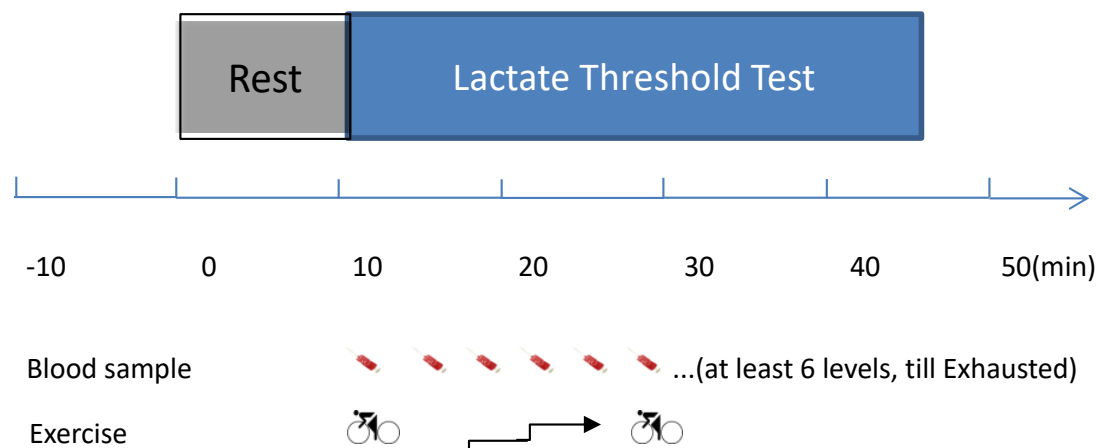 Rest
Lactate Threshold Test
-10 0 10 20 30 40 50(min)
Blood sample ...(at least 6 levels, till Exhausted)
Exercise